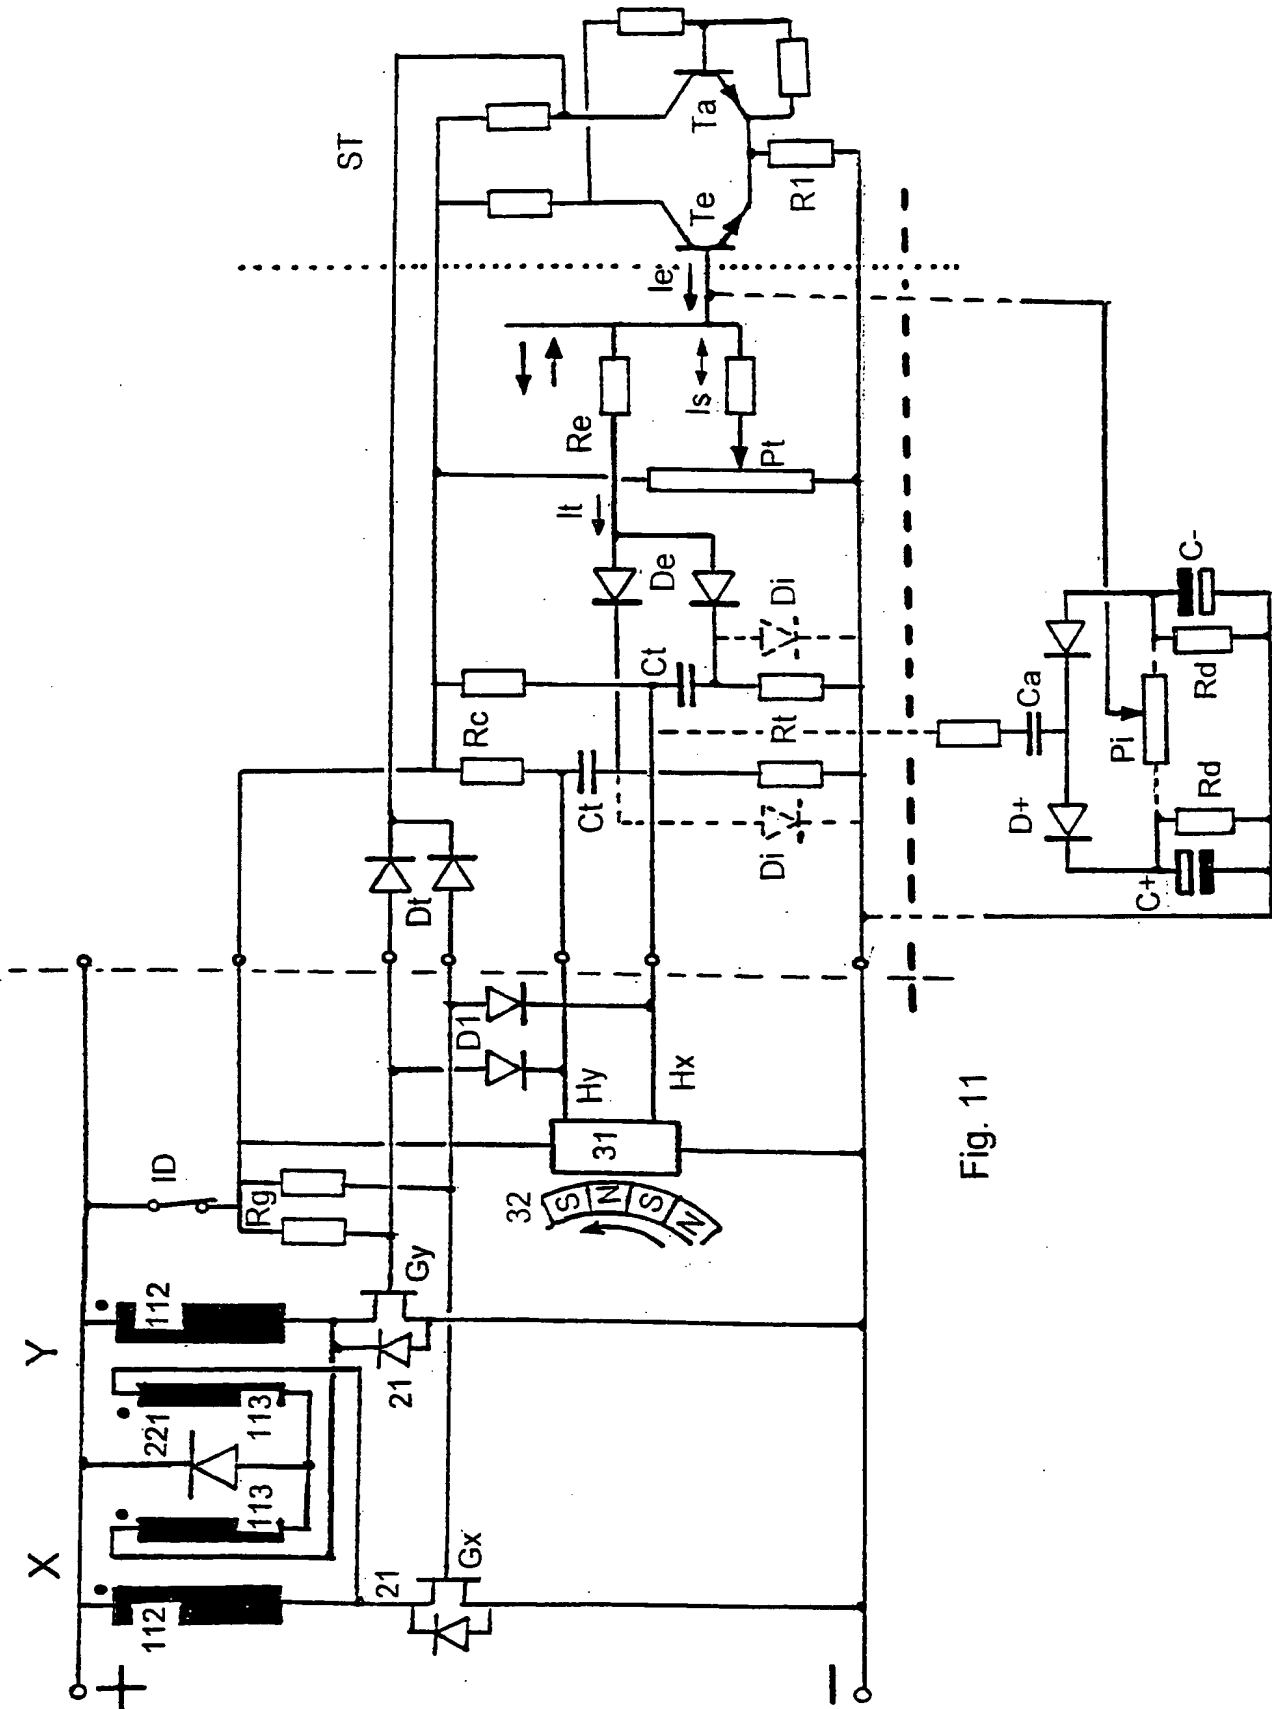 X
Y
ST
112
113
221
113
112
ID
Rg
21
Gx
21
Gy
32
S
N
S
N
31
Hy
Hx
D1
Dt
Rc
Ct
Ct
Rt
Di
Di
De
It
Re
Is
Pt
Ie
Te
Ta
R1
+
−
Fig. 11
D+
Ca
C+
Rd
Pi
Rd
C-